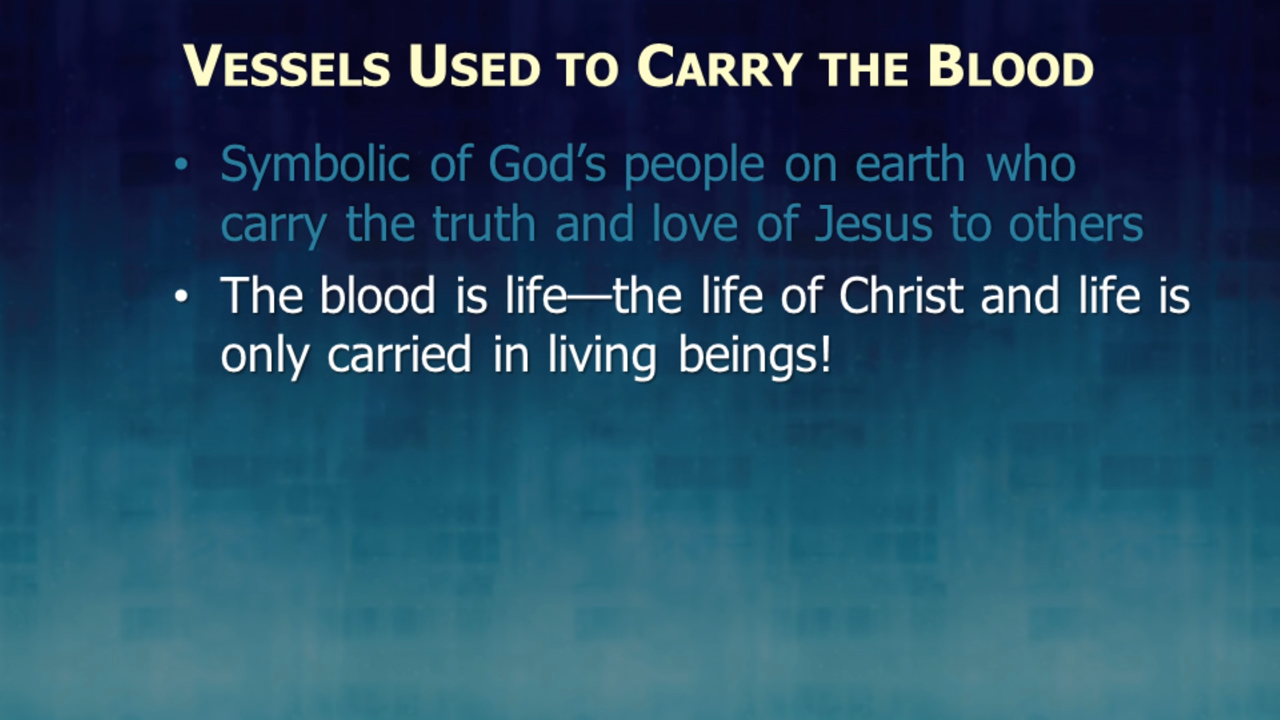 VESSELS USED TO CARRY THE BLOOD
• Symbolic of God’s people on earth who
carry the truth and love of Jesus to others
• The blood is life—the life of Christ and life is
only carried in living beings!